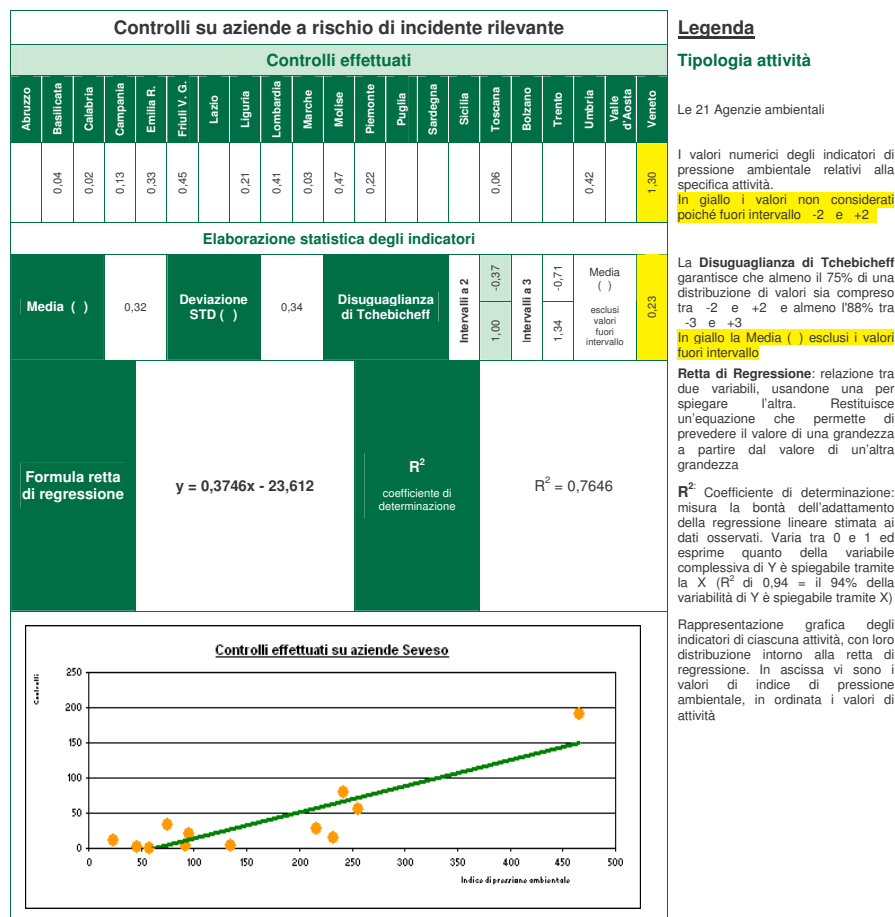 Controlli su aziende a rischio di incidente rilevante
Controlli effettuati
Abruzzo
Basilicata
Calabria
Campania
Emilia R.
Friuli V. G.
Lazio
Liguria
Lombardia
Marche
Molise
Piemonte
Puglia
Sardegna
Sicilia
Toscana
Bolzano
Trento
Umbria
Valle
d'Aosta
Veneto
0,04
0,02
0,13
0,33
0,45
0,21
0,41
0,03
0,47
0,22
0,06
0,42
1,30
Elaborazione statistica degli indicatori
Media ( )
0,32
Deviazione
STD ( )
0,34
Disuguaglianza
di Tchebicheff
Intervalli a 2
-0,37
1,00
Intervalli a 3
-0,71
1,34
Media
( )
esclusi
valori
fuori
intervallo
0,23
Formula retta
di regressione
y = 0,3746x - 23,612
R²
coefficiente di
determinazione
R² = 0,7646
Controlli effettuati su aziende Seveso
Controlli
250
200
150
100
50
0
0 50 100 150 200 250 300 350 400 450 500
Indice di pressione ambientale
Legenda
Tipologia attività
Le 21 Agenzie ambientali
I valori numerici degli indicatori di
pressione ambientale relativi alla
specifica attività.
In giallo i valori non considerati
poiché fuori intervallo -2 e +2
La Disuguaglianza di Tchebicheff
garantisce che almeno il 75% di una
distribuzione di valori sia compreso
tra -2 e +2 e almeno l'88% tra
-3 e +3
In giallo la Media ( ) esclusi i valori
fuori intervallo
Retta di Regressione: relazione tra
due variabili, usandone una per
spiegare l'altra. Restituisce
un'equazione che permette di
prevedere il valore di una grandezza
a partire dal valore di un'altra
grandezza
R²: Coefficiente di determinazione:
misura la bontà dell'adattamento
della regressione lineare stimata ai
dati osservati. Varia tra 0 e 1 ed
esprime quanto della variabile
complessiva di Y è spiegabile tramite
la X (R² di 0,94 = il 94% della
variabilità di Y è spiegabile tramite X)
Rappresentazione grafica degli
indicatori di ciascuna attività, con loro
distribuzione intorno alla retta di
regressione. In ascissa vi sono i
valori di indice di pressione
ambientale, in ordinata i valori di
attività